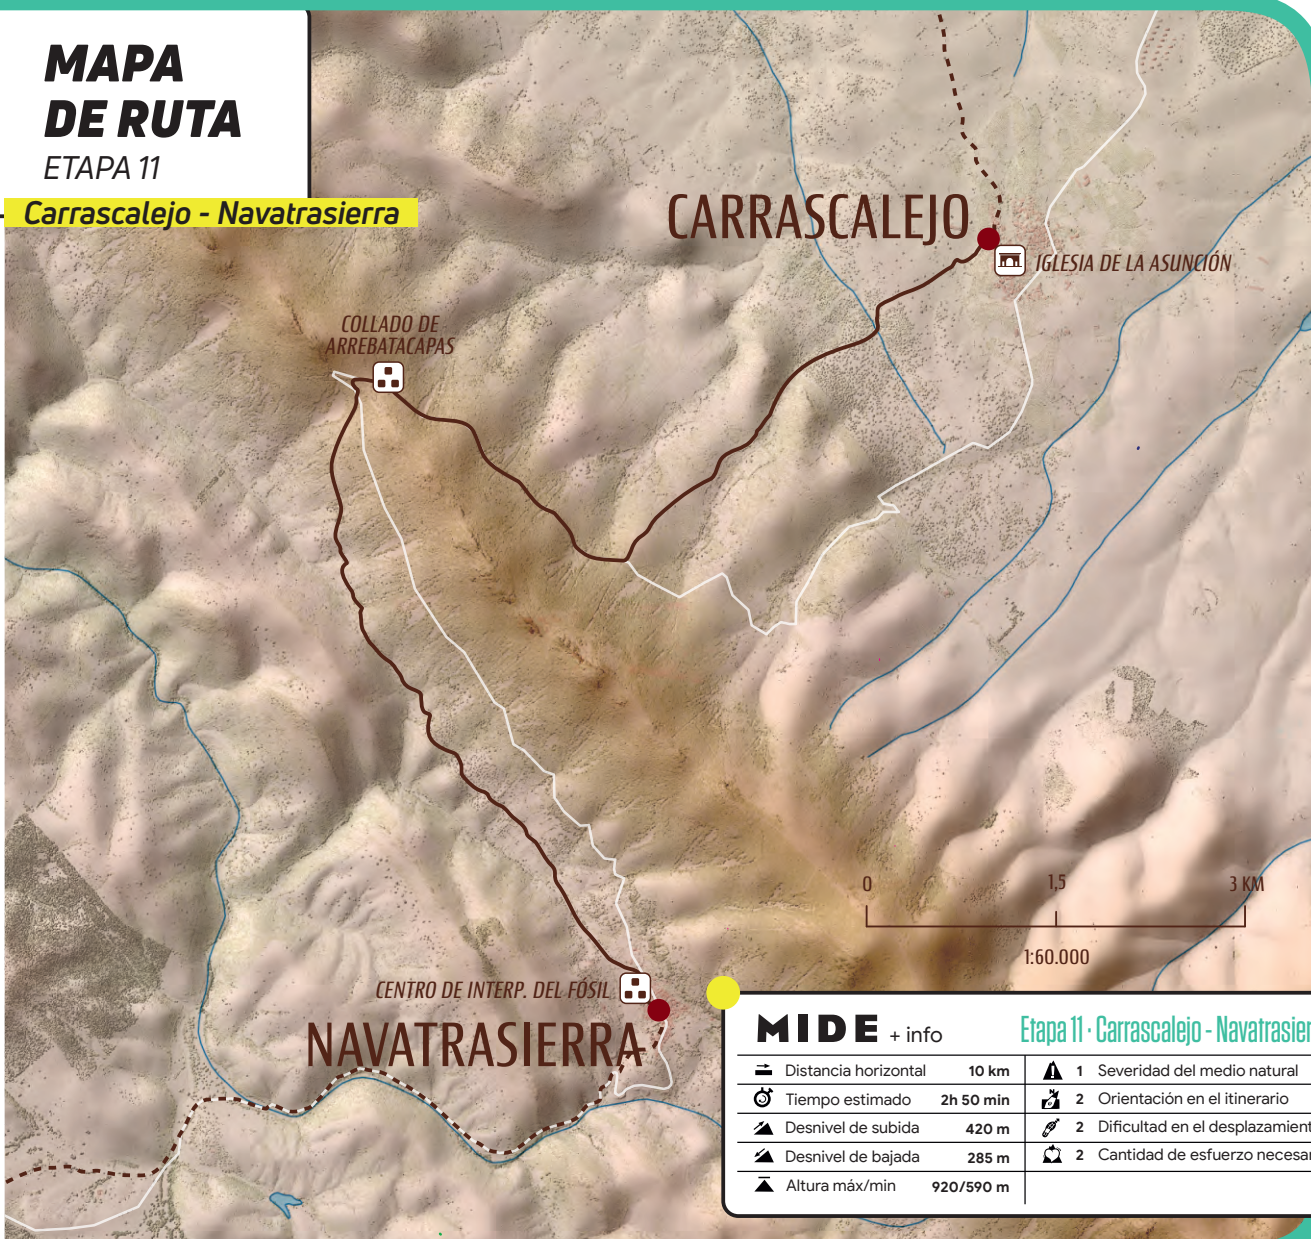 MAPA
DE RUTA
ETAPA 11
Carrascalejo - Navatrasierra
CARRASCALEJO
IGLESIA DE LA ASUNCIÓN
COLLADO DE
ARREBATACAPAS
0 1,5 3 KM
1:60.000
CENTRO DE INTERP. DEL FÓSIL
NAVATRASIERRA
MIDE + info
Etapa 11 · Carrascalejo - Navatrasier
Distancia horizontal 10 km
1 Severidad del medio natural
Tiempo estimado 2h 50 min
2 Orientación en el itinerario
Desnivel de subida 420 m
2 Dificultad en el desplazamient
Desnivel de bajada 285 m
2 Cantidad de esfuerzo necesar
Altura máx/min 920/590 m